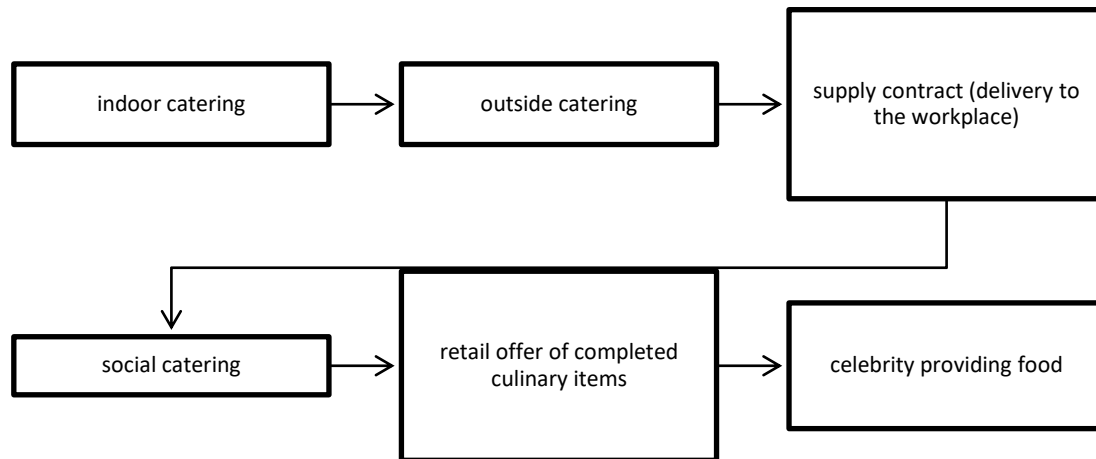 indoor catering
outside catering
supply contract (delivery to
the workplace)
social catering
retail offer of completed
culinary items
celebrity providing food